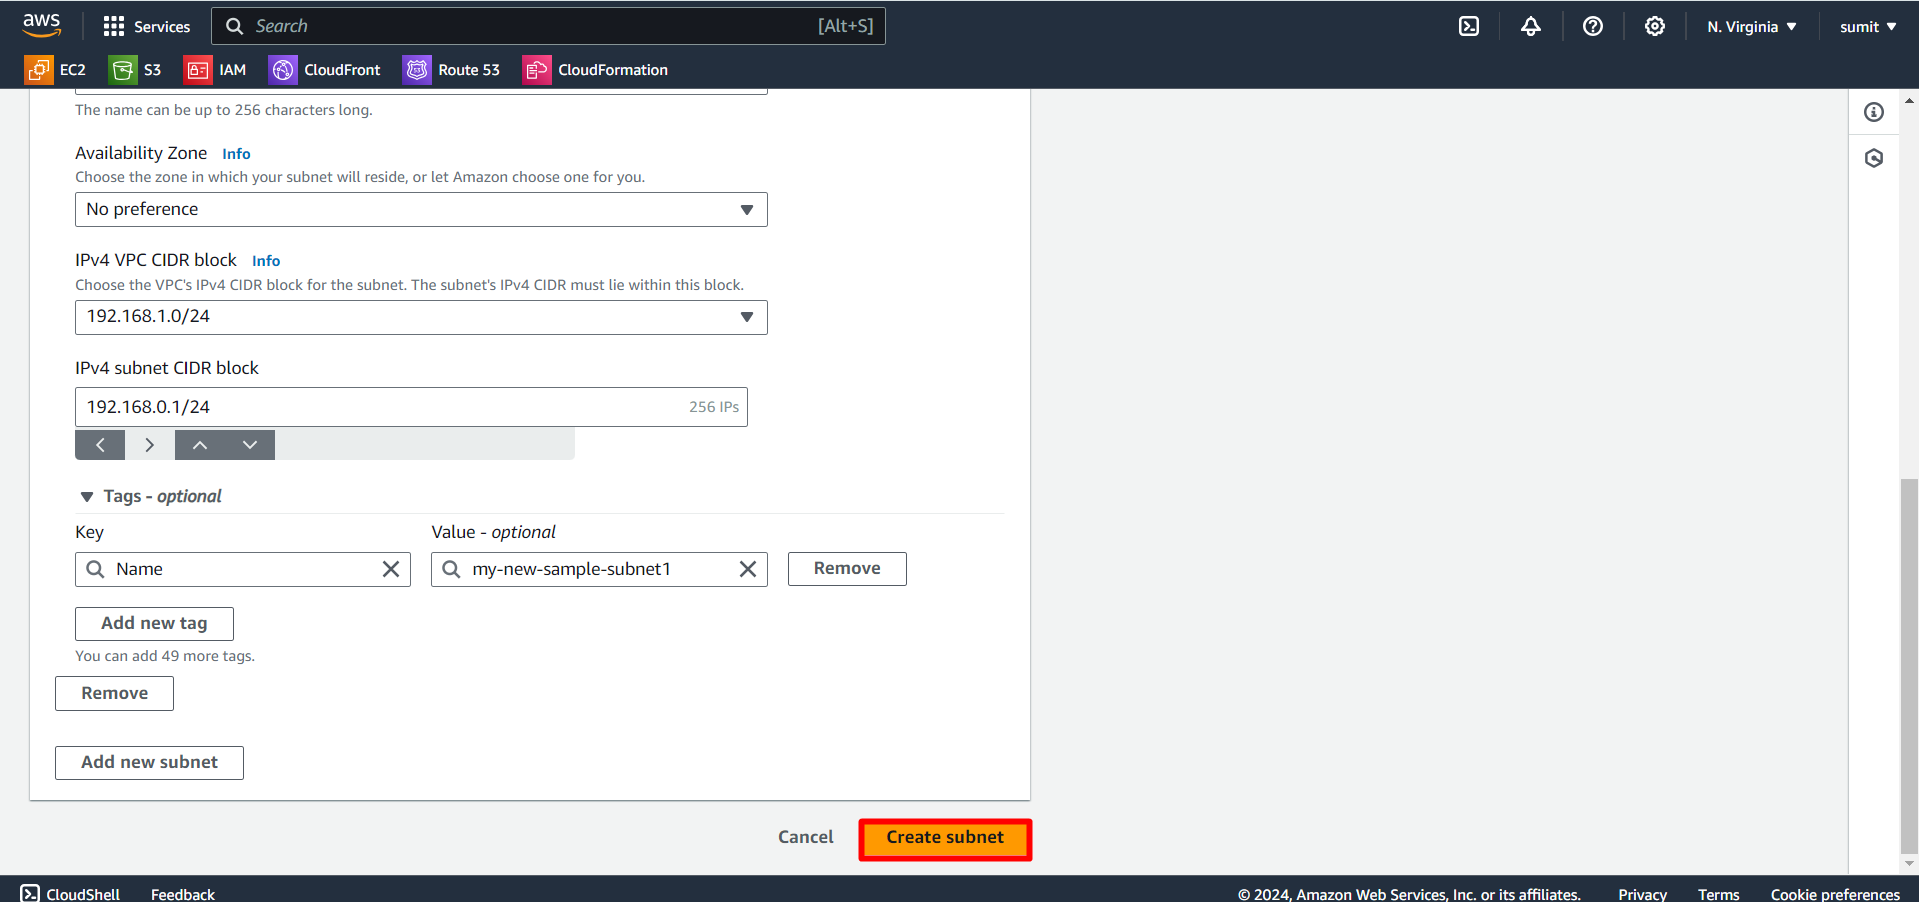 aws Services Search [Alt+S] N. Virginia sumit
EC2 S3 IAM CloudFront Route 53 CloudFormation
The name can be up to 256 characters long.
Availability Zone Info
Choose the zone in which your subnet will reside, or let Amazon choose one for you.
No preference
IPv4 VPC CIDR block Info
Choose the VPC's IPv4 CIDR block for the subnet. The subnet's IPv4 CIDR must lie within this block.
192.168.1.0/24
IPv4 subnet CIDR block
192.168.0.1/24 256 IPs
Tags - optional
Key Value - optional
Name my-new-sample-subnet1 Remove
Add new tag
You can add 49 more tags.
Remove
Add new subnet
Cancel Create subnet
CloudShell Feedback © 2024, Amazon Web Services, Inc. or its affiliates. Privacy Terms Cookie preferences